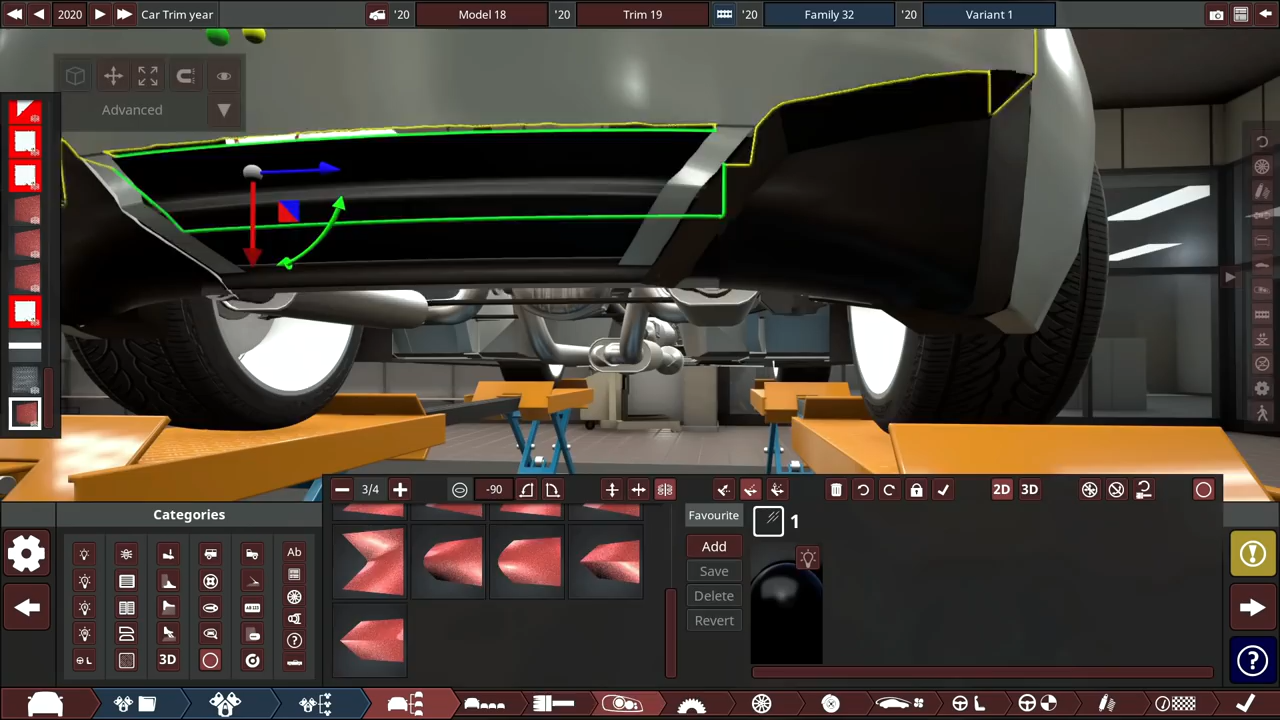 2020 Car Trim year '20 Model 18 '20 Trim 19 '20 Family 32 '20 Variant 1
Advanced
3/4 -90 2D 3D
Categories
Favourite 1
Ab
Add
Save
Delete
Revert
L 3D